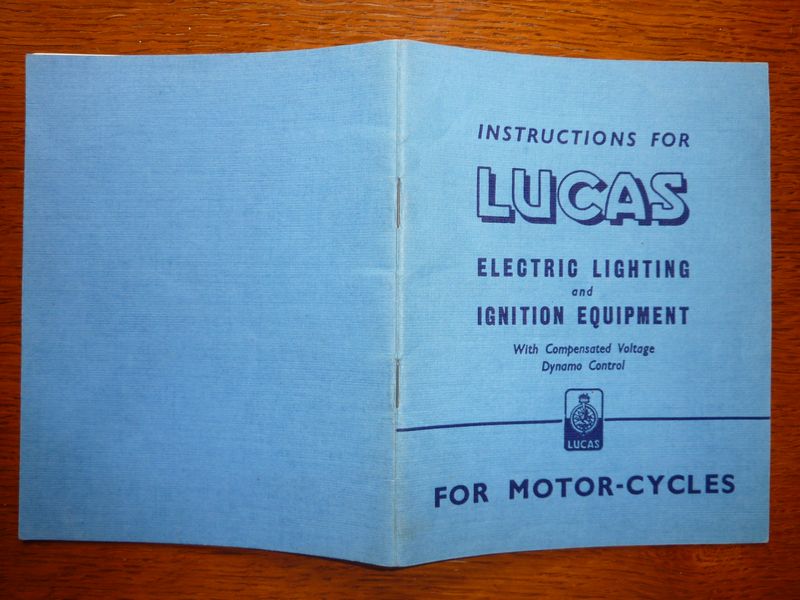 INSTRUCTIONS FOR
LUCAS
ELECTRIC LIGHTING
and
IGNITION EQUIPMENT
With Compensated Voltage
Dynamo Control
LUCAS
FOR MOTOR-CYCLES